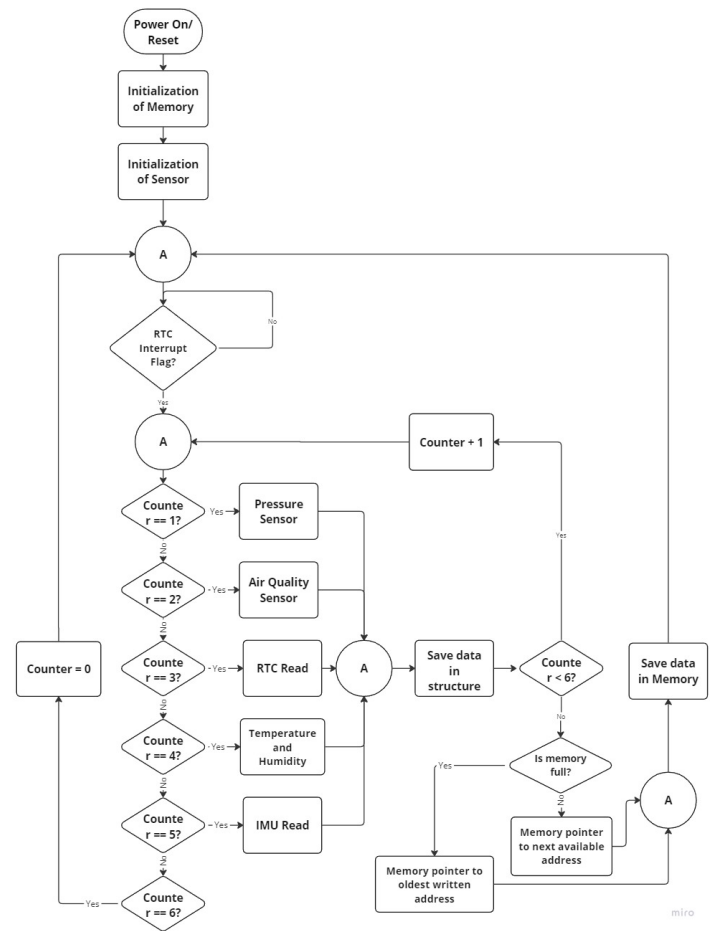 Power On/
Reset
Initialization
of Memory
Initialization
of Sensor
A
RTC
Interrupt
Flag?
No
Yes
A
Counter + 1
Counte
r == 1?
Yes
Pressure
Sensor
Yes
No
Counte
r == 2?
Yes
Air Quality
Sensor
No
Counter = 0
Counte
r == 3?
Yes
RTC Read
A
Save data
in
structure
Counte
r < 6?
Save data
in Memory
No
No
Counte
r == 4?
Yes
Temperature
and
Humidity
Is memory
full?
Yes
No
No
A
Counte
r == 5?
Yes
IMU Read
Memory pointer
to next available
address
No
Memory pointer to
oldest written
address
Counte
r == 6?
Yes
miro